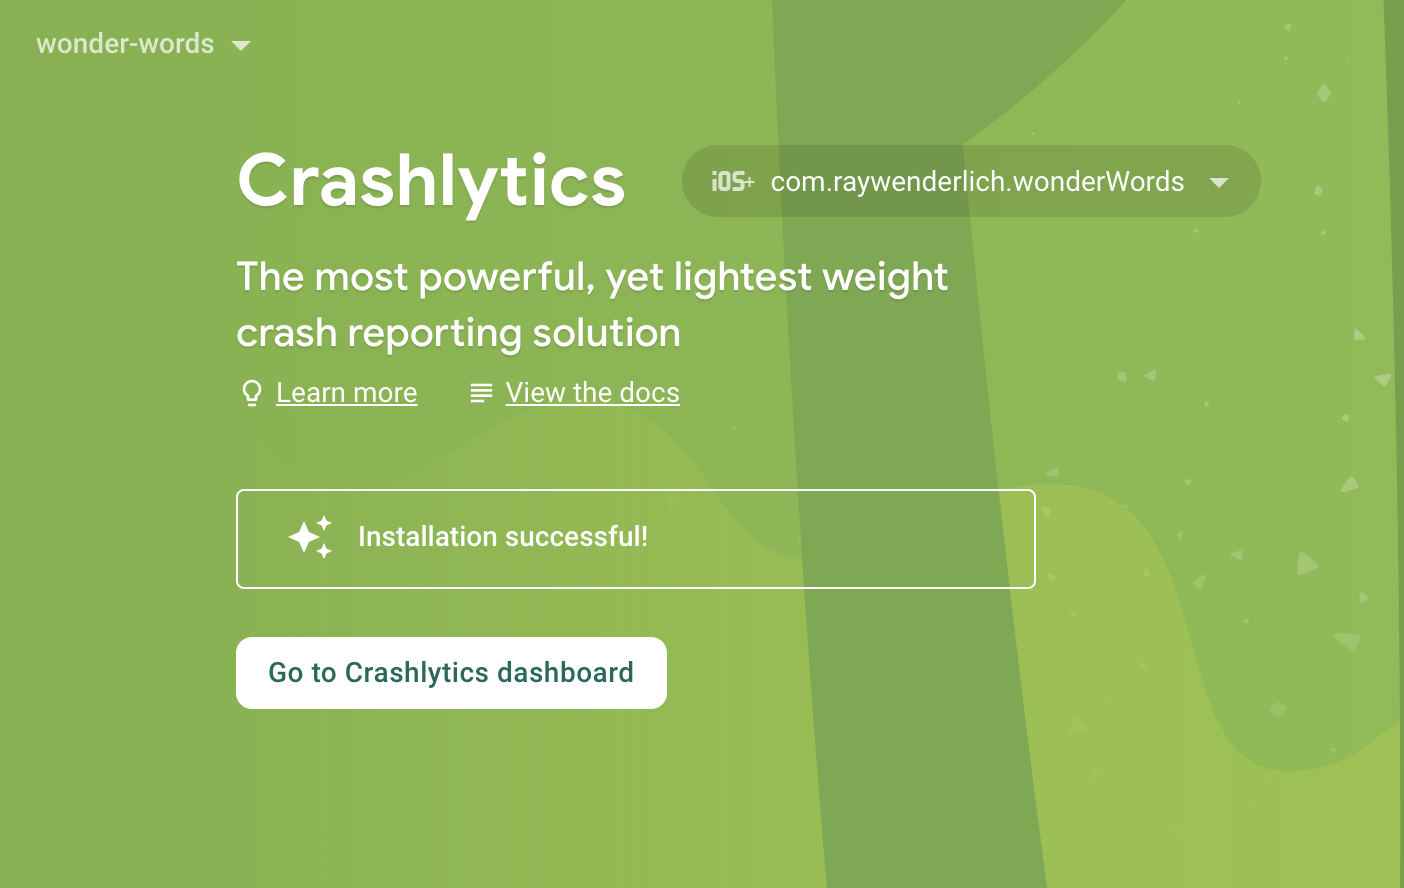 wonder-words
Crashlytics
iOS+ com.raywenderlich.wonderWords
The most powerful, yet lightest weight
crash reporting solution
Learn more
View the docs
Installation successful!
Go to Crashlytics dashboard